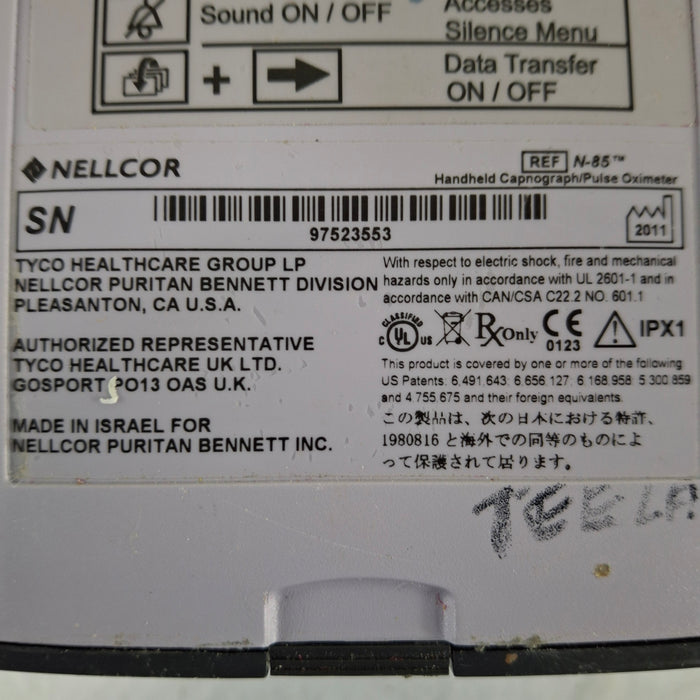 Sound ON / OFF
Accesses
Silence Menu
+
Data Transfer
ON / OFF
NELLCOR
REF N-85™
Handheld Capnograph/Pulse Oximeter
SN
97523553
2011
TYCO HEALTHCARE GROUP LP
NELLCOR PURITAN BENNETT DIVISION
PLEASANTON, CA U.S.A.
AUTHORIZED REPRESENTATIVE
TYCO HEALTHCARE UK LTD.
GOSPORT PO13 OAS U.K.
MADE IN ISRAEL FOR
NELLCOR PURITAN BENNETT INC.
With respect to electric shock, fire and mechanical
hazards only in accordance with UL 2601-1 and in
accordance with CAN/CSA C22.2 NO. 601.1
CLASSIFIED
C UL US Rx Only CE 0123 IPX1
This product is covered by one or more of the following
US Patents: 6,491,643; 6,656,127; 6,168,958; 5,300,859
and 4,755,675 and their foreign equivalents.
この製品は、次の日本における特許、
1980816 と海外での同等のものによ
って保護されて居ります。